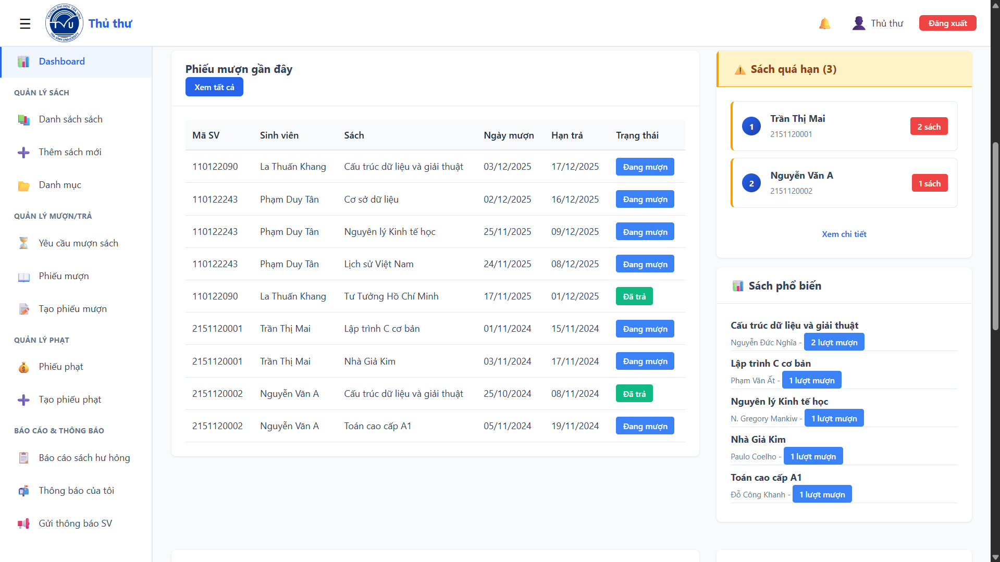 TRƯỜNG ĐẠI HỌC TRÀ VINH
TVU
TRA VINH UNIVERSITY
Thủ thư
Thủ thư
Đăng xuất
Dashboard
QUẢN LÝ SÁCH
Danh sách sách
Thêm sách mới
Danh mục
QUẢN LÝ MƯỢN/TRẢ
Yêu cầu mượn sách
Phiếu mượn
Tạo phiếu mượn
QUẢN LÝ PHẠT
Phiếu phạt
Tạo phiếu phạt
BÁO CÁO & THÔNG BÁO
Báo cáo sách hư hỏng
Thông báo của tôi
Gửi thông báo SV
Phiếu mượn gần đây
Xem tất cả
Mã SV Sinh viên Sách Ngày mượn Hạn trả Trạng thái
110122090 La Thuấn Khang Cấu trúc dữ liệu và giải thuật 03/12/2025 17/12/2025 Đang mượn
110122243 Phạm Duy Tân Cơ sở dữ liệu 02/12/2025 16/12/2025 Đang mượn
110122243 Phạm Duy Tân Nguyên lý Kinh tế học 25/11/2025 09/12/2025 Đang mượn
110122243 Phạm Duy Tân Lịch sử Việt Nam 24/11/2025 08/12/2025 Đang mượn
110122090 La Thuấn Khang Tư Tưởng Hồ Chí Minh 17/11/2025 01/12/2025 Đã trả
2151120001 Trần Thị Mai Lập trình C cơ bản 01/11/2024 15/11/2024 Đang mượn
2151120001 Trần Thị Mai Nhà Giả Kim 03/11/2024 17/11/2024 Đang mượn
2151120002 Nguyễn Văn A Cấu trúc dữ liệu và giải thuật 25/10/2024 08/11/2024 Đã trả
2151120002 Nguyễn Văn A Toán cao cấp A1 05/11/2024 19/11/2024 Đang mượn
Sách quá hạn (3)
1
Trần Thị Mai
2151120001
2 sách
2
Nguyễn Văn A
2151120002
1 sách
Xem chi tiết
Sách phổ biến
Cấu trúc dữ liệu và giải thuật
Nguyễn Đức Nghĩa - 2 lượt mượn
Lập trình C cơ bản
Phạm Văn Ất - 1 lượt mượn
Nguyên lý Kinh tế học
N. Gregory Mankiw - 1 lượt mượn
Nhà Giả Kim
Paulo Coelho - 1 lượt mượn
Toán cao cấp A1
Đỗ Công Khanh - 1 lượt mượn